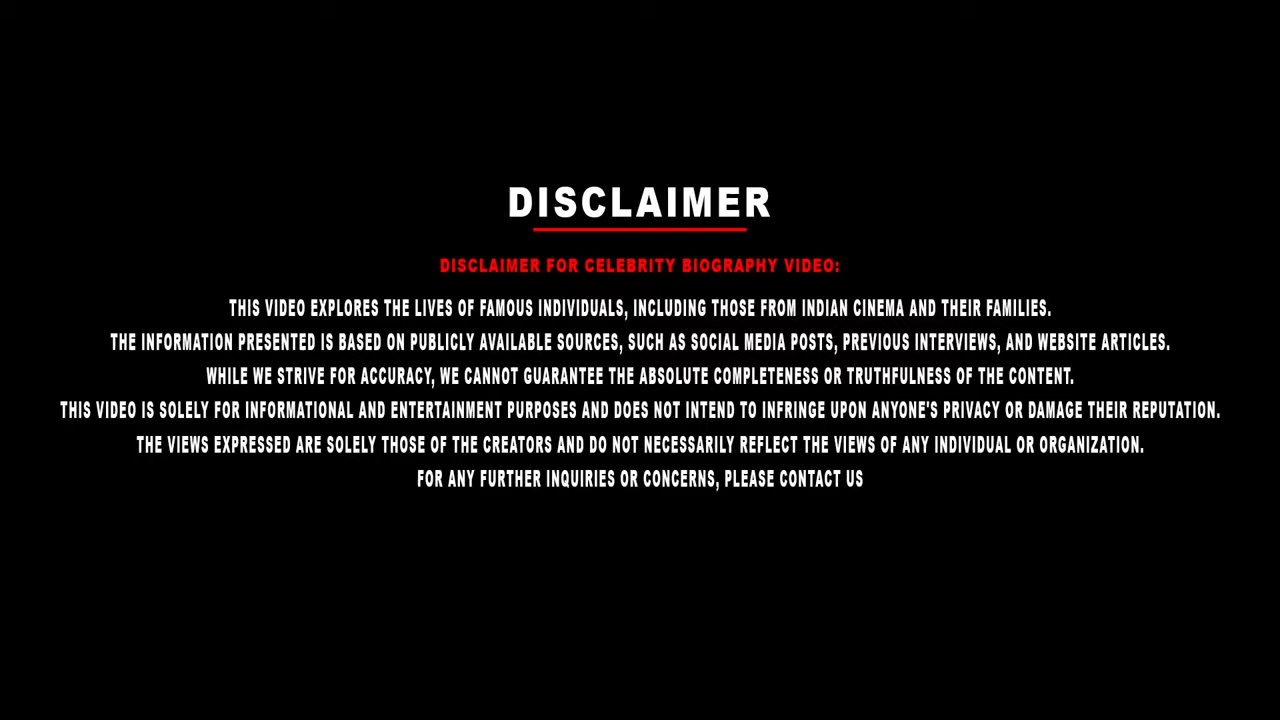 DISCLAIMER
DISCLAIMER FOR CELEBRITY BIOGRAPHY VIDEO:
THIS VIDEO EXPLORES THE LIVES OF FAMOUS INDIVIDUALS, INCLUDING THOSE FROM INDIAN CINEMA AND THEIR FAMILIES.
THE INFORMATION PRESENTED IS BASED ON PUBLICLY AVAILABLE SOURCES, SUCH AS SOCIAL MEDIA POSTS, PREVIOUS INTERVIEWS, AND WEBSITE ARTICLES.
WHILE WE STRIVE FOR ACCURACY, WE CANNOT GUARANTEE THE ABSOLUTE COMPLETENESS OR TRUTHFULNESS OF THE CONTENT.
THIS VIDEO IS SOLELY FOR INFORMATIONAL AND ENTERTAINMENT PURPOSES AND DOES NOT INTEND TO INFRINGE UPON ANYONE'S PRIVACY OR DAMAGE THEIR REPUTATION.
THE VIEWS EXPRESSED ARE SOLELY THOSE OF THE CREATORS AND DO NOT NECESSARILY REFLECT THE VIEWS OF ANY INDIVIDUAL OR ORGANIZATION.
FOR ANY FURTHER INQUIRIES OR CONCERNS, PLEASE CONTACT US